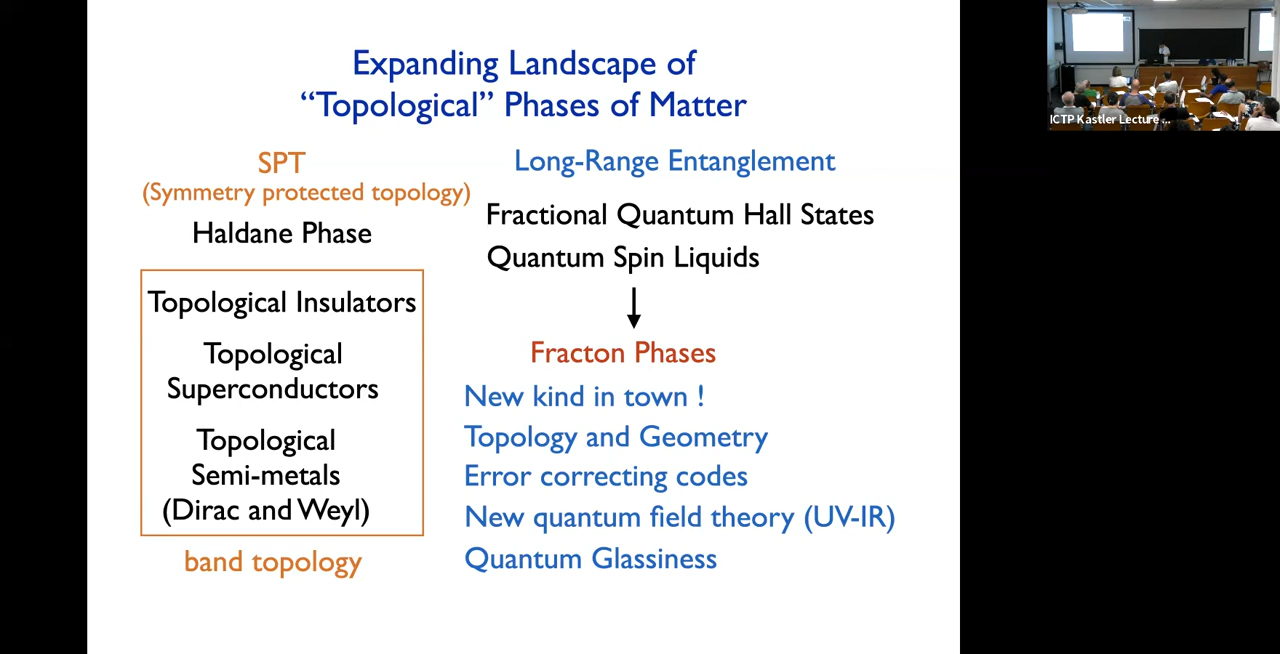 Expanding Landscape of
“Topological” Phases of Matter
SPT
(Symmetry protected topology)
Haldane Phase
Topological Insulators
Topological
Superconductors
Topological
Semi-metals
(Dirac and Weyl)
band topology
Long-Range Entanglement
Fractional Quantum Hall States
Quantum Spin Liquids
Fracton Phases
New kind in town !
Topology and Geometry
Error correcting codes
New quantum field theory (UV-IR)
Quantum Glassiness
ICTP Kastler Lecture ...